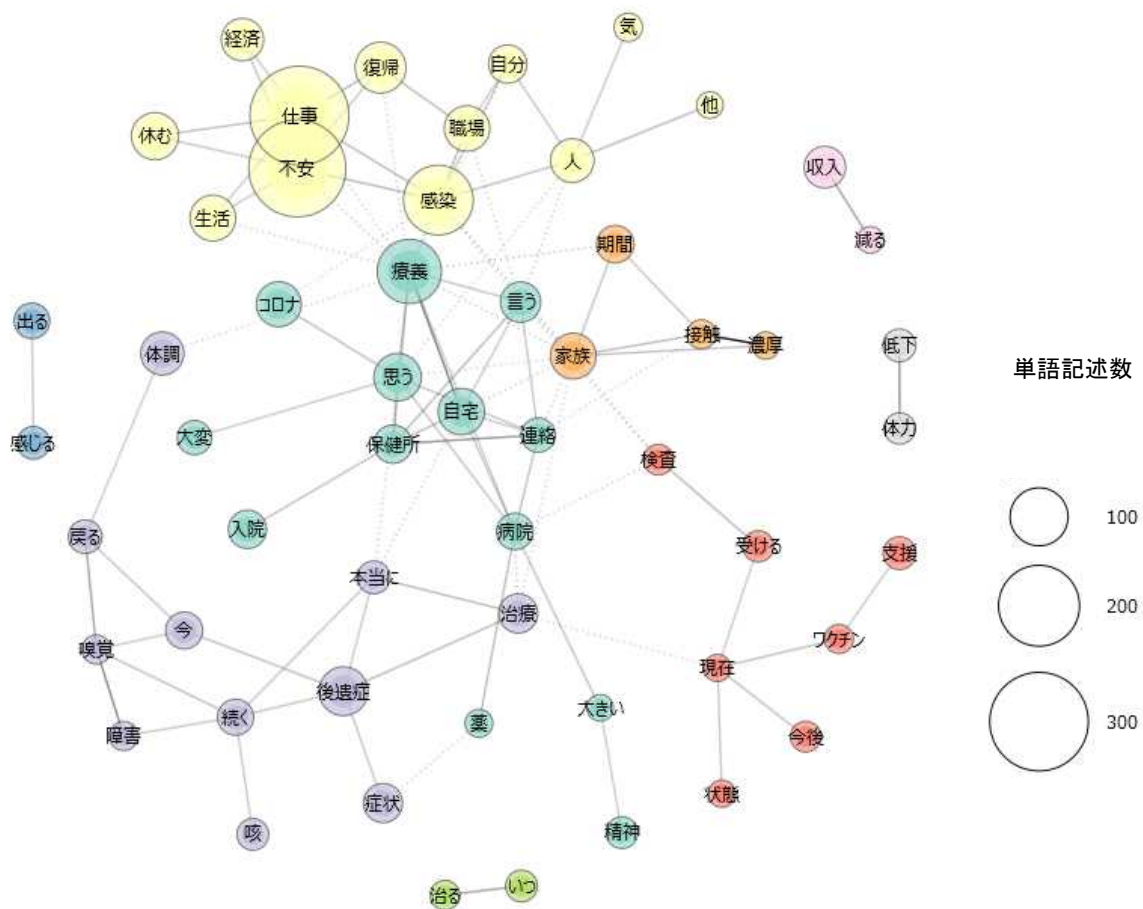 気
経済
復帰
自分
他
仕事
職場
休む
人
不安
収入
感染
生活
減る
期間
療養
言う
コロナ
出る
接触
濃厚
低下
体調
家族
単語記述数
思う
自宅
体力
大変
保健所
連絡
感じる
検査
100
入院
病院
戻る
受ける
支援
本当に
200
治療
今
ワクチン
嗅覚
現在
後遺症
続く
大きい
300
薬
障害
今後
状態
症状
咳
精神
いつ
治る